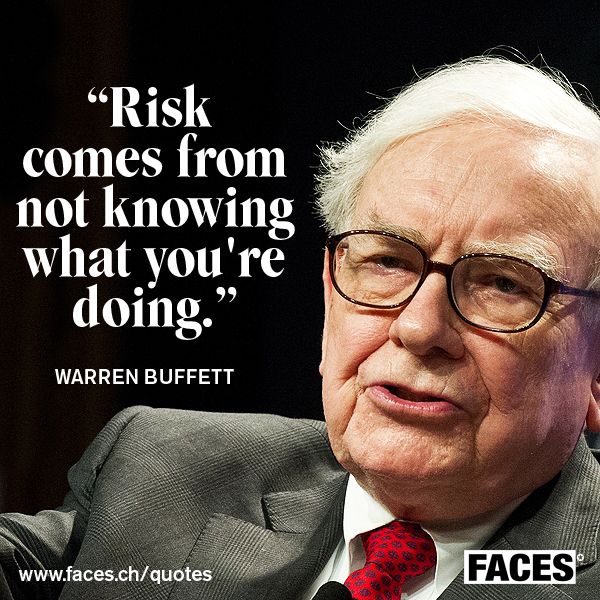 “Risk
comes from
not knowing
what you're
doing.”
WARREN BUFFETT
www.faces.ch/quotes
FACES°